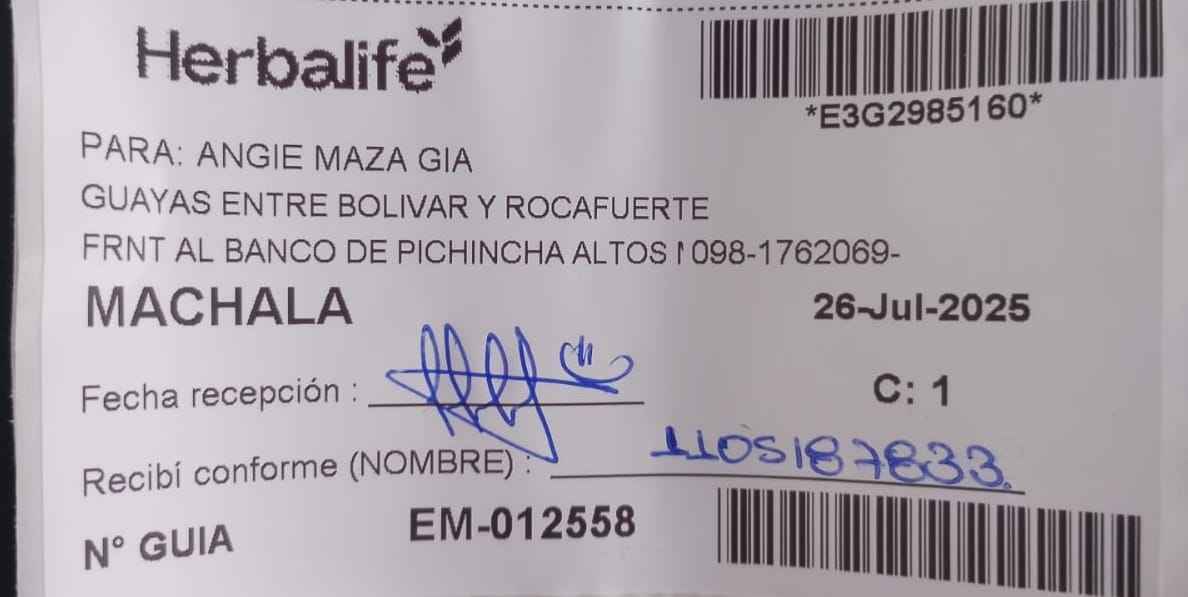 Herbalife
*E3G2985160*
PARA: ANGIE MAZA GIA
GUAYAS ENTRE BOLIVAR Y ROCAFUERTE
FRNT AL BANCO DE PICHINCHA ALTOS 098-1762069-
MACHALA 26-Jul-2025
Fecha recepción : C: 1
Recibí conforme (NOMBRE) : 1105187833.
N° GUIA EM-012558